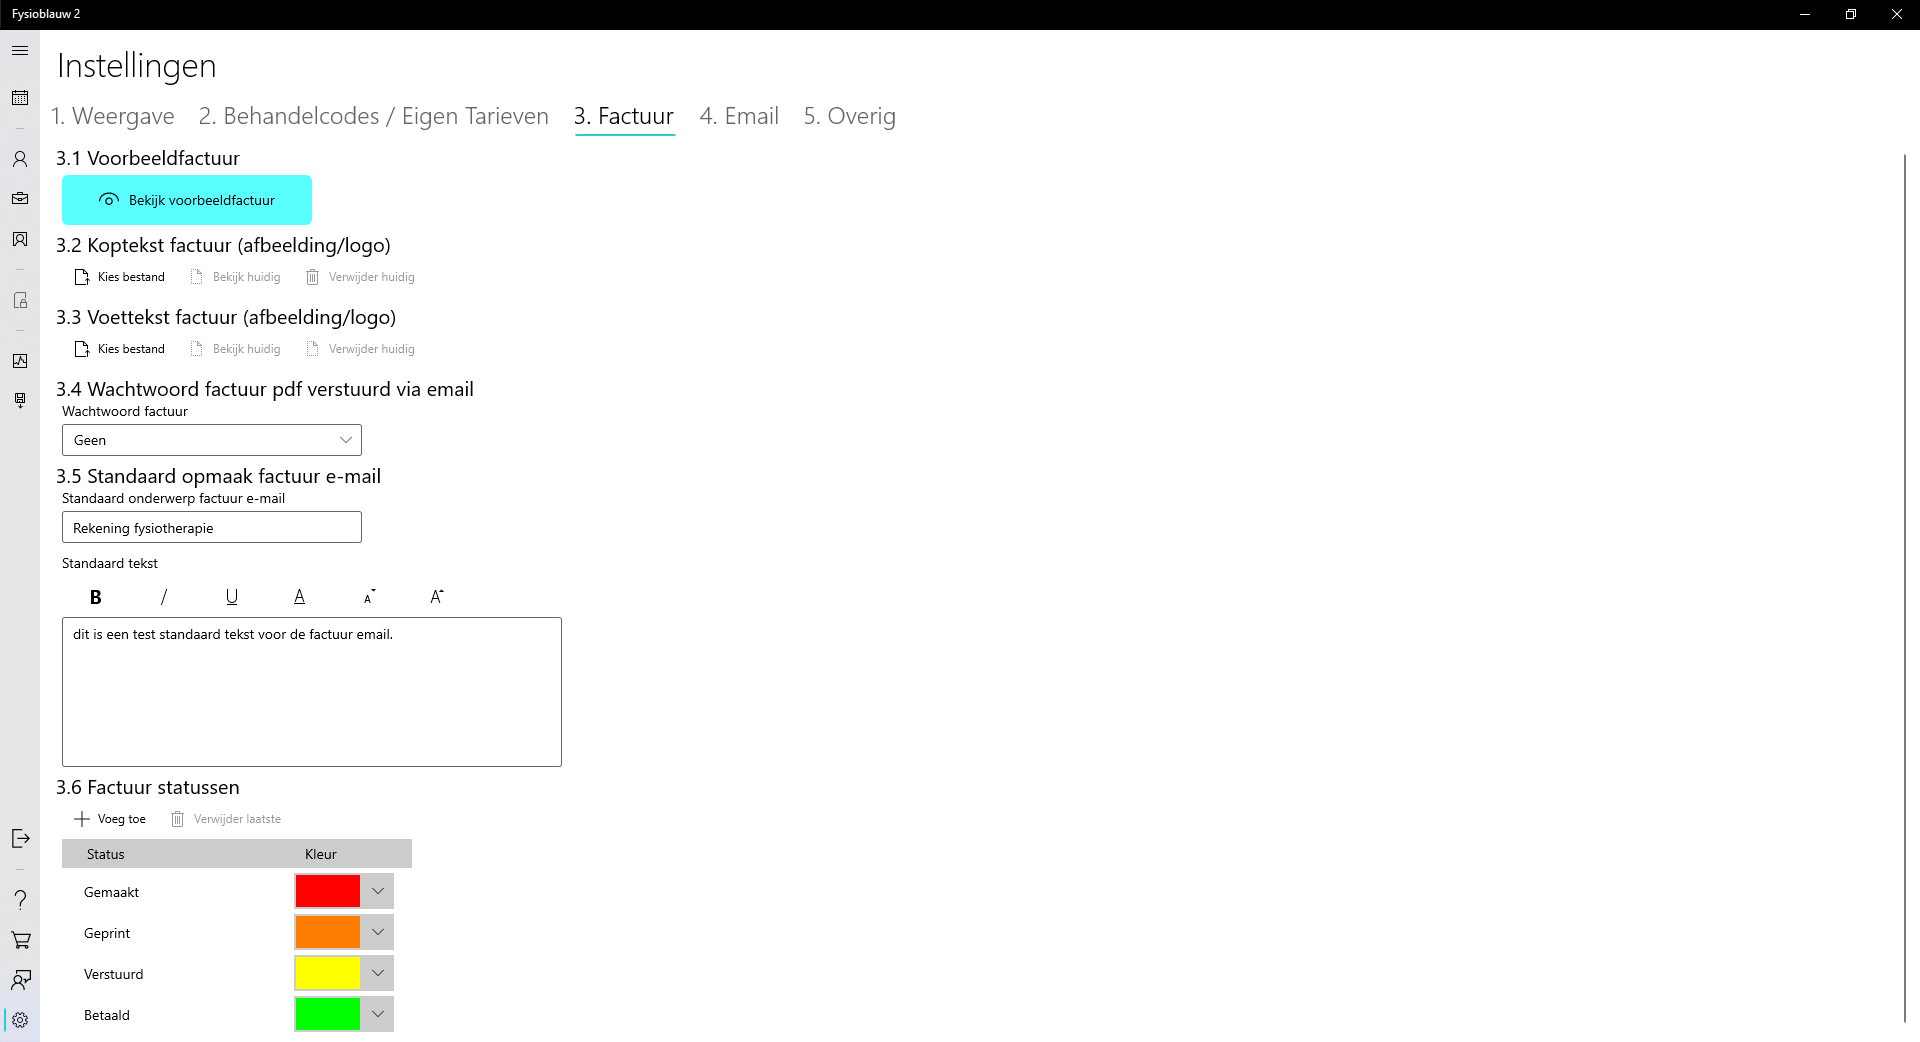 Fysioblauw 2
Instellingen
1. Weergave 2. Behandelcodes / Eigen Tarieven 3. Factuur 4. Email 5. Overig
3.1 Voorbeeldfactuur
Bekijk voorbeeldfactuur
3.2 Koptekst factuur (afbeelding/logo)
Kies bestand Bekijk huidig Verwijder huidig
3.3 Voettekst factuur (afbeelding/logo)
Kies bestand Bekijk huidig Verwijder huidig
3.4 Wachtwoord factuur pdf verstuurd via email
Wachtwoord factuur
Geen
3.5 Standaard opmaak factuur e-mail
Standaard onderwerp factuur e-mail
Rekening fysiotherapie
Standaard tekst
B I U A A A
dit is een test standaard tekst voor de factuur email.
3.6 Factuur statussen
Voeg toe Verwijder laatste
Status Kleur
Gemaakt
Geprint
Verstuurd
Betaald